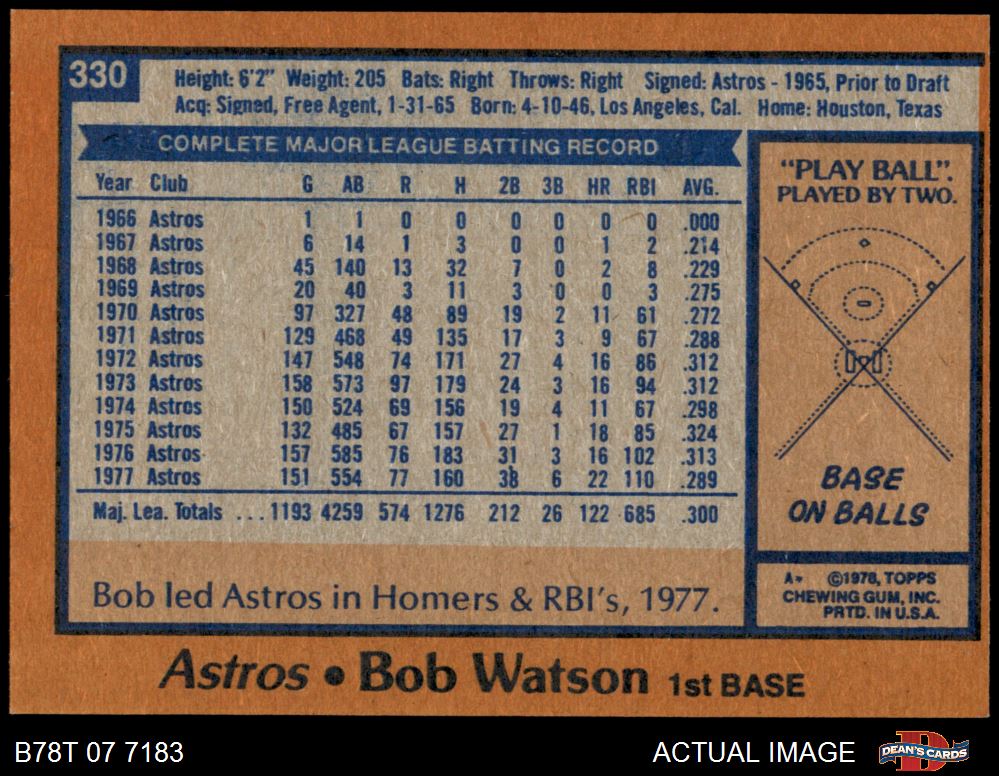 330
Height: 6'2" Weight: 205 Bats: Right Throws: Right Signed: Astros - 1965, Prior to Draft
Acq: Signed, Free Agent, 1-31-65 Born: 4-10-46, Los Angeles, Cal. Home: Houston, Texas
COMPLETE MAJOR LEAGUE BATTING RECORD
Year Club G AB R H 2B 3B HR RBI AVG.
1966 Astros 1 1 0 0 0 0 0 0 .000
1967 Astros 6 14 1 3 0 0 1 2 .214
1968 Astros 45 140 13 32 7 0 2 8 .229
1969 Astros 20 40 3 11 3 0 0 3 .275
1970 Astros 97 327 48 89 19 2 11 61 .272
1971 Astros 129 468 49 135 17 3 9 67 .288
1972 Astros 147 548 74 171 27 4 16 86 .312
1973 Astros 158 573 97 179 24 3 16 94 .312
1974 Astros 150 524 69 156 19 4 11 67 .298
1975 Astros 132 485 67 157 27 1 18 85 .324
1976 Astros 157 585 76 183 31 3 16 102 .313
1977 Astros 151 554 77 160 38 6 22 110 .289
Maj. Lea. Totals ... 1193 4259 574 1276 212 26 122 685 .300
Bob led Astros in Homers & RBI's, 1977.
"PLAY BALL".
PLAYED BY TWO.
BASE
ON BALLS
A* ©1978, TOPPS
CHEWING GUM, INC.
PRTD. IN U.S.A.
Astros • Bob Watson 1st BASE
B78T 07 7183
ACTUAL IMAGE
DEAN'S CARDS